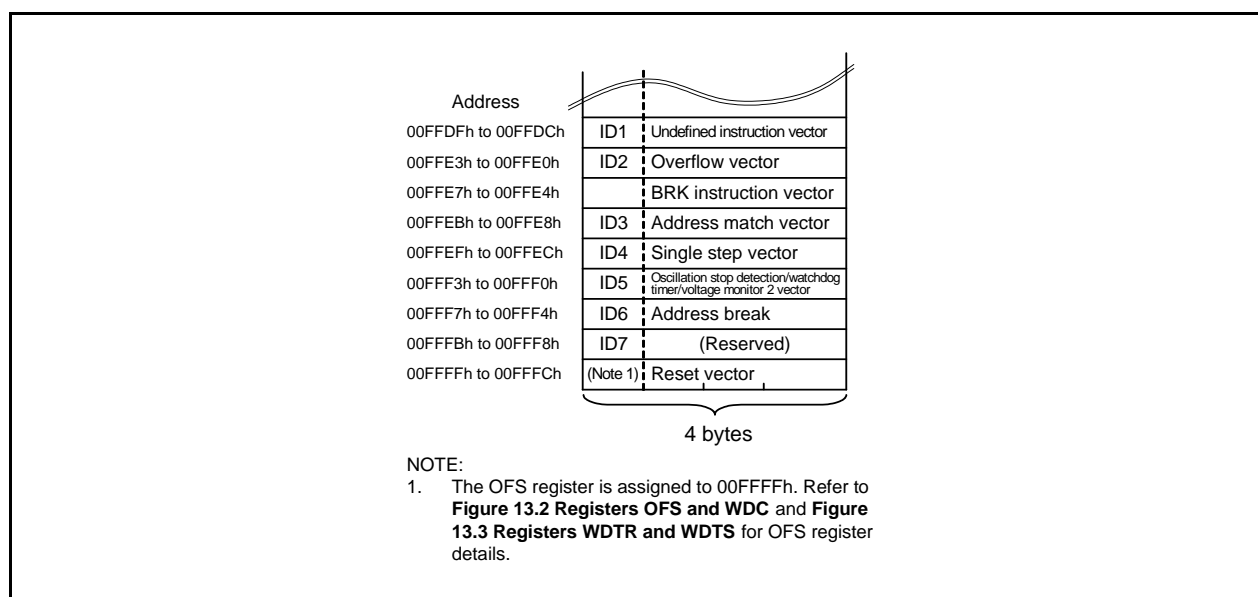 Address
00FFDFh to 00FFDCh ID1 Undefined instruction vector
00FFE3h to 00FFE0h ID2 Overflow vector
00FFE7h to 00FFE4h BRK instruction vector
00FFEBh to 00FFE8h ID3 Address match vector
00FFEFh to 00FFECh ID4 Single step vector
00FFF3h to 00FFF0h ID5 Oscillation stop detection/watchdog
timer/voltage monitor 2 vector
00FFF7h to 00FFF4h ID6 Address break
00FFFBh to 00FFF8h ID7 (Reserved)
00FFFFh to 00FFFCh (Note 1) Reset vector
4 bytes
NOTE:
1. The OFS register is assigned to 00FFFFh. Refer to
Figure 13.2 Registers OFS and WDC and Figure
13.3 Registers WDTR and WDTS for OFS register
details.